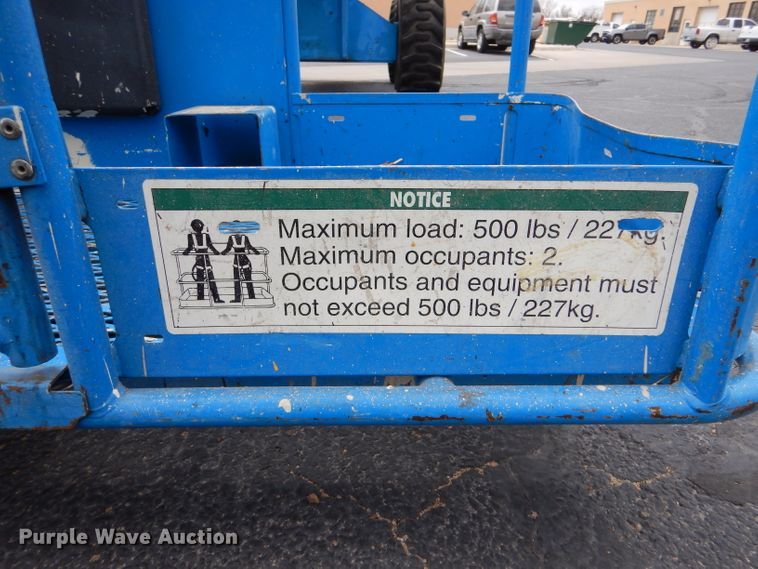 NOTICE
Maximum load: 500 lbs / 227kg.
Maximum occupants: 2.
Occupants and equipment must
not exceed 500 lbs / 227kg.
Purple Wave Auction